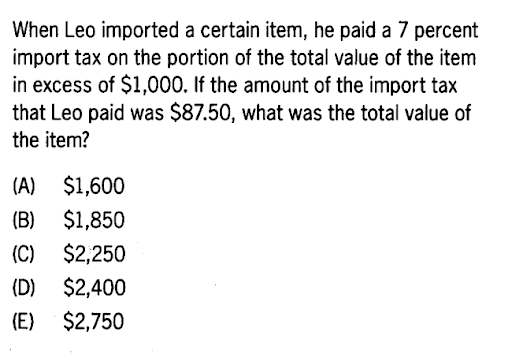 When Leo imported a certain item, he paid a 7 percent
import tax on the portion of the total value of the item
in excess of $1,000. If the amount of the import tax
that Leo paid was $87.50, what was the total value of
the item?
(A) $1,600
(B) $1,850
(C) $2,250
(D) $2,400
(E) $2,750